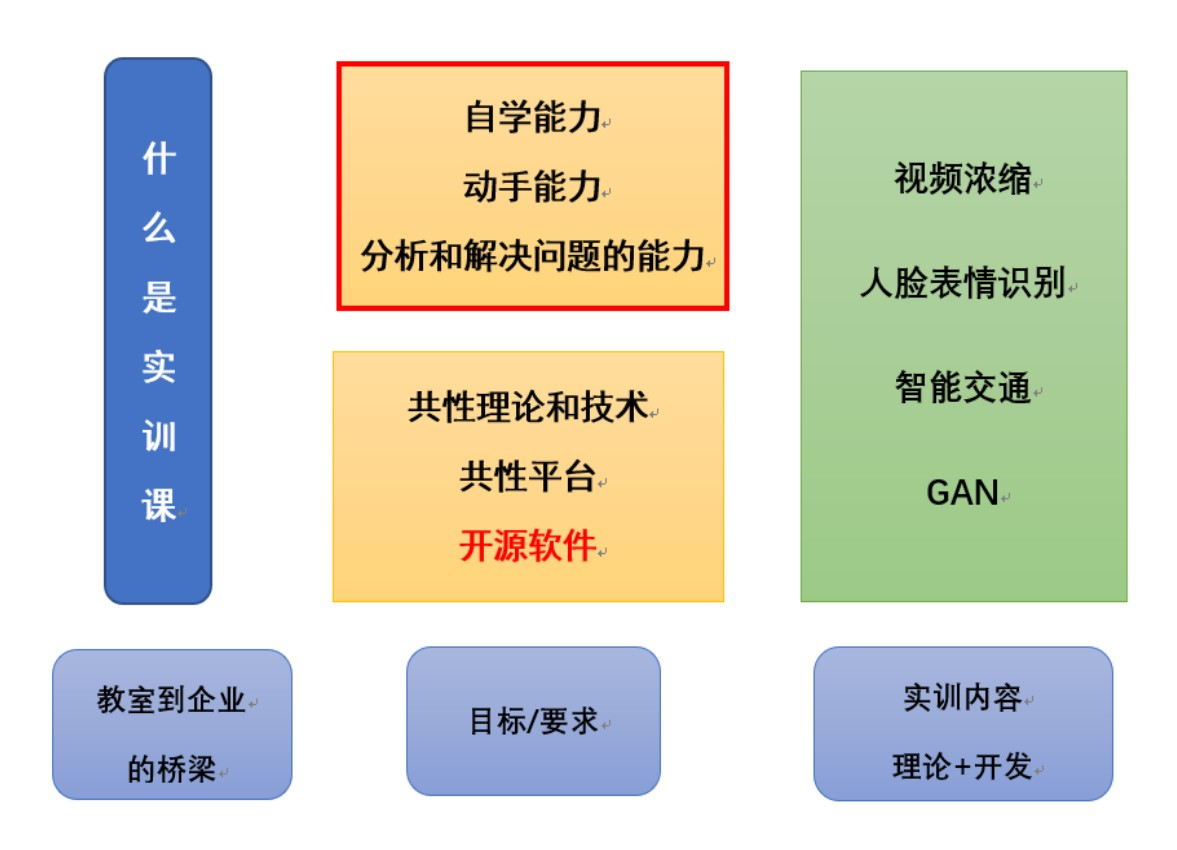 什
么
是
实
训
课
自学能力
动手能力
分析和解决问题的能力
共性理论和技术
共性平台
开源软件
视频浓缩
人脸表情识别
智能交通
GAN
教室到企业
的桥梁
目标/要求
实训内容
理论+开发